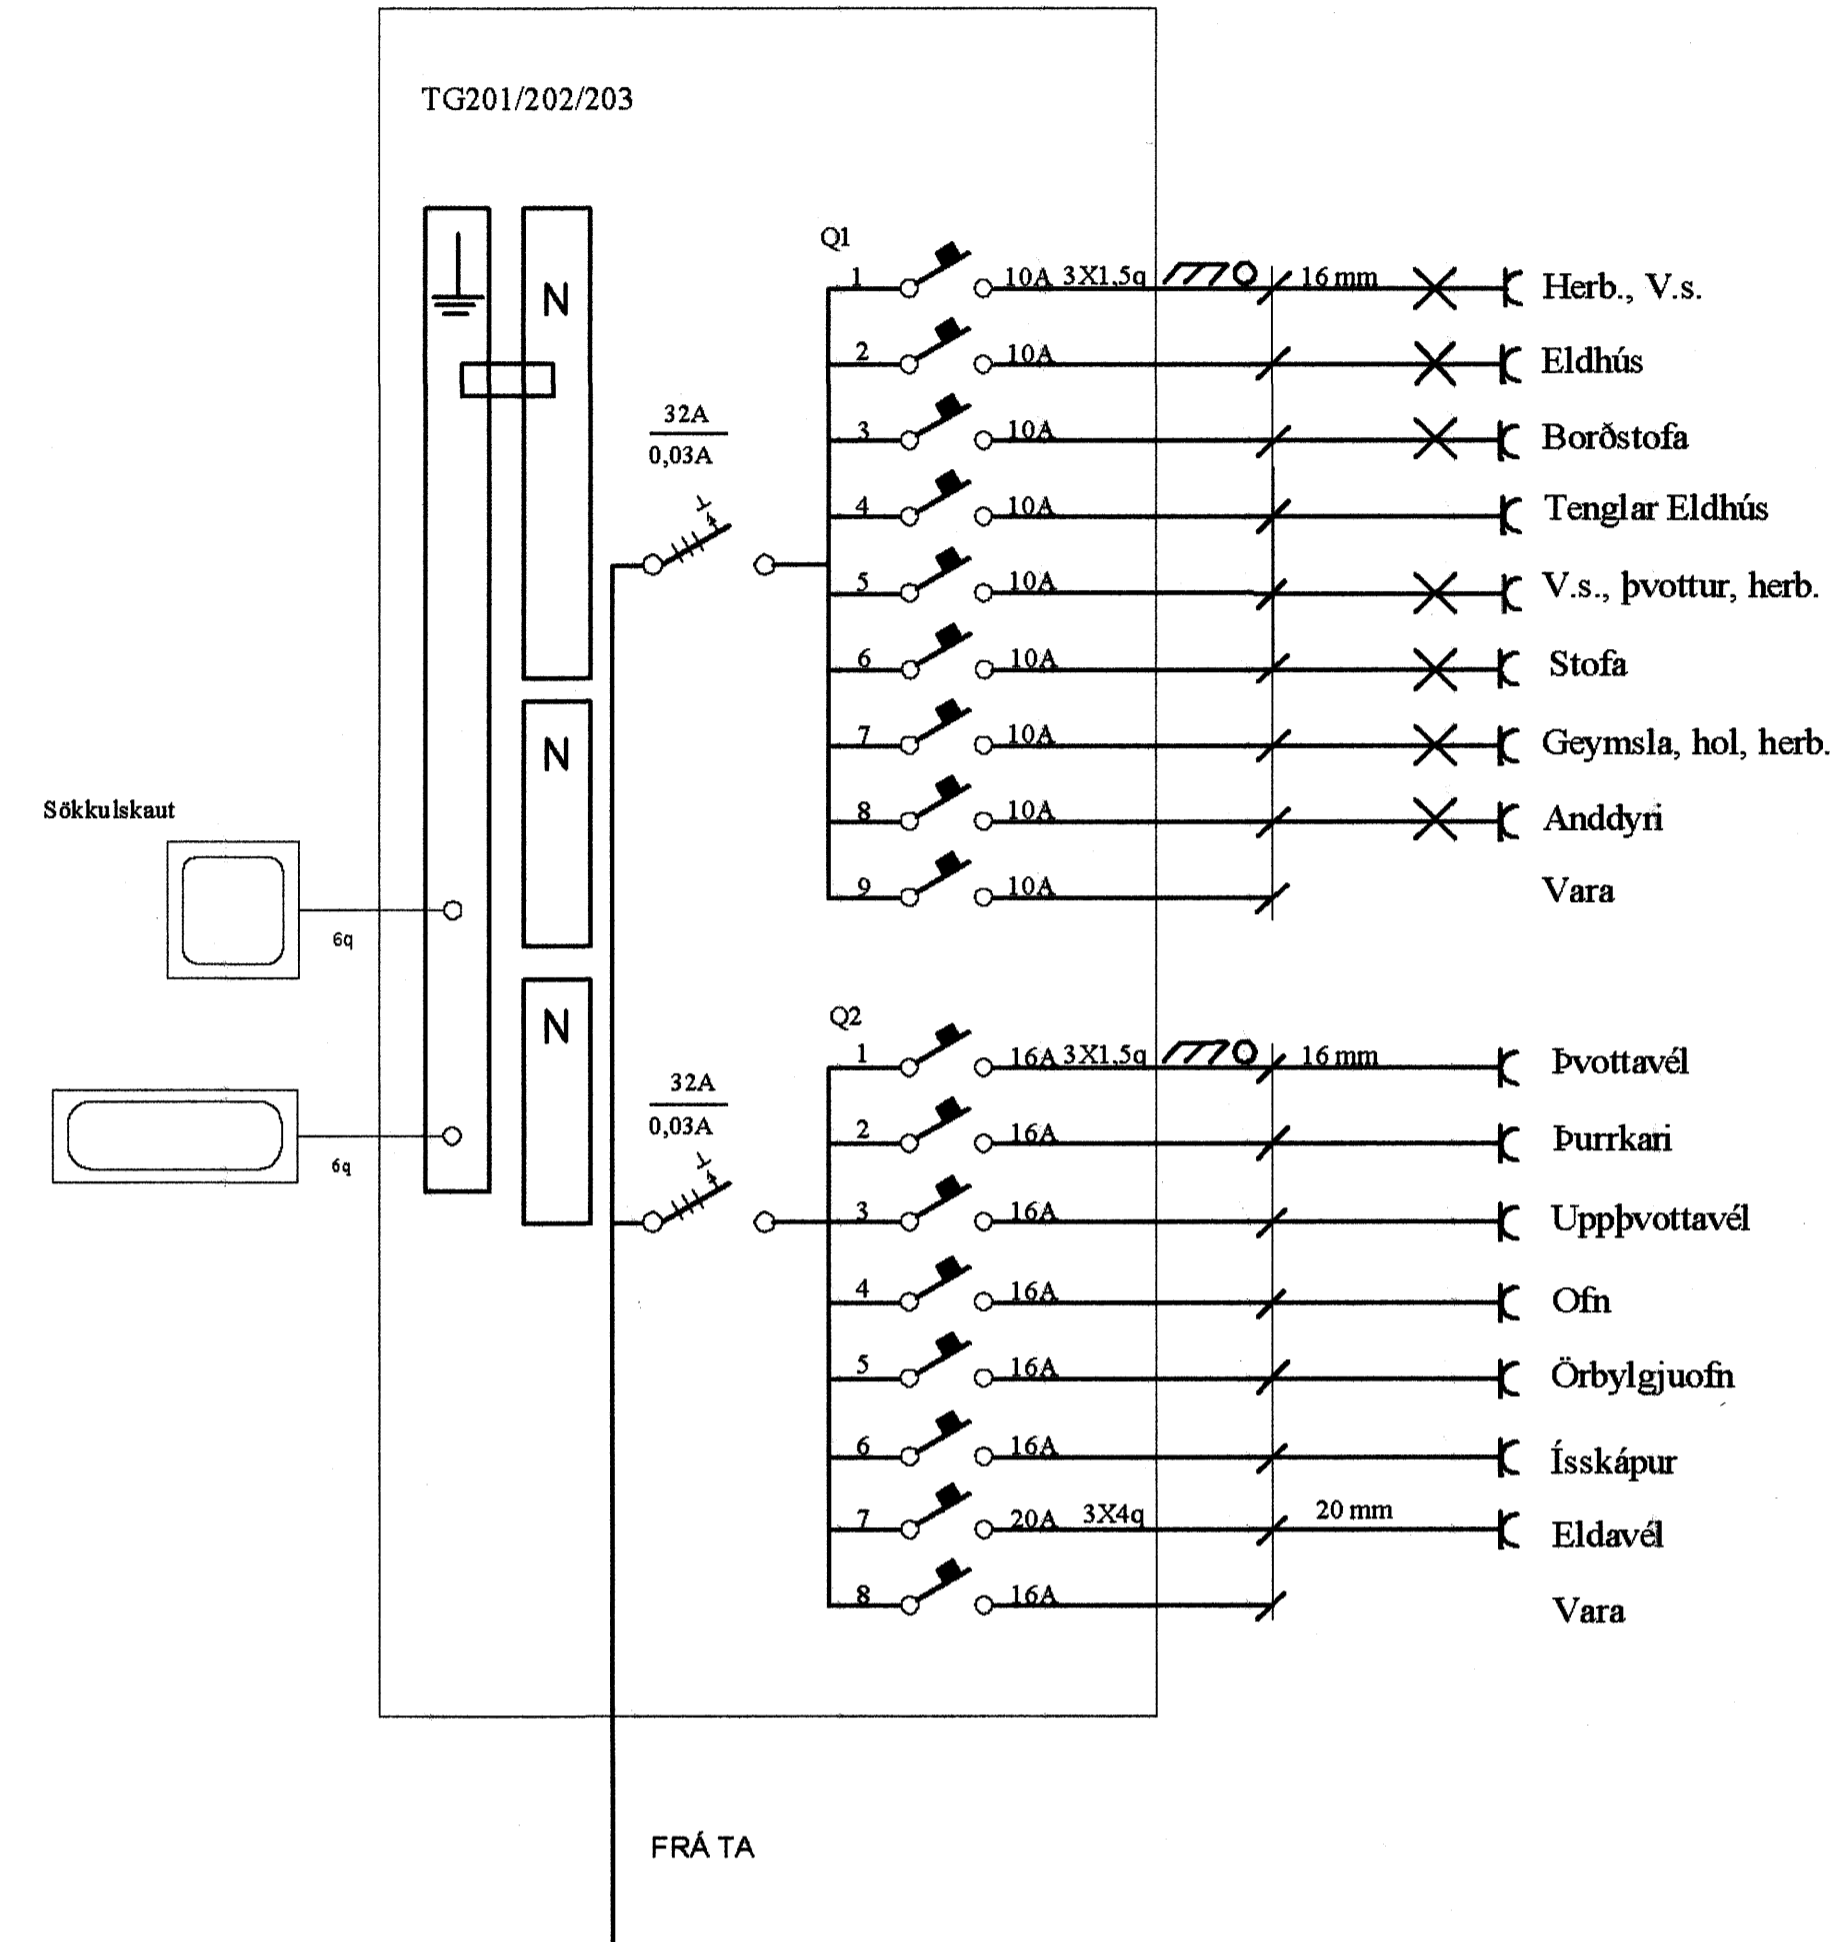 TG201/202/203
N
N
N
Sökkulskaut
6q
6q
32A
0,03A
Q1
1 10A 3X1,5q 16 mm Herb., V.s.
2 10A Eldhús
3 10A Borðstofa
4 10A Tenglar Eldhús
5 10A V.s., þvottur, herb.
6 10A Stofa
7 10A Geymsla, hol, herb.
8 10A Anddyri
9 10A Vara
32A
0,03A
Q2
1 16A 3X1,5q 16 mm Þvottavél
2 16A Þurrkari
3 16A Uppþvottavél
4 16A Ofn
5 16A Örbylgjuofn
6 16A Ísskápur
7 20A 3X4q 20 mm Eldavél
8 16A Vara
FRÁ TA